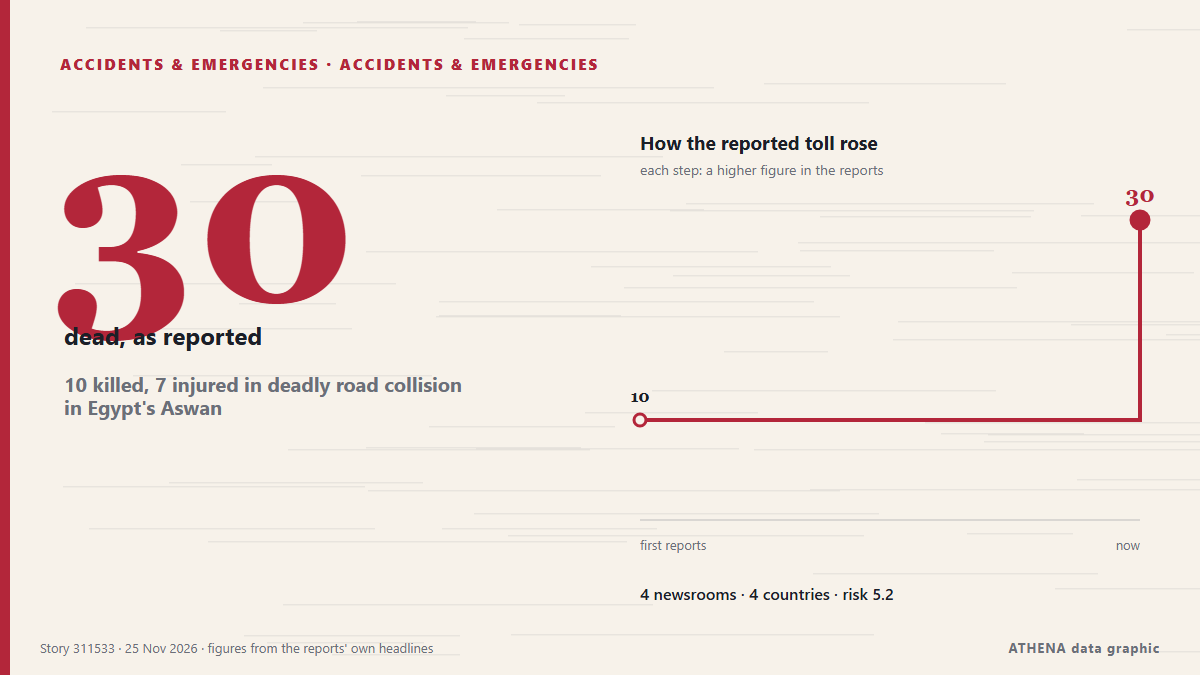 ACCIDENTS & EMERGENCIES · ACCIDENTS & EMERGENCIES
30
dead, as reported
10 killed, 7 injured in deadly road collision
in Egypt's Aswan
How the reported toll rose
each step: a higher figure in the reports
30
10
first reports
now
4 newsrooms · 4 countries · risk 5.2
Story 311533 · 25 Nov 2026 · figures from the reports' own headlines
ATHENA data graphic